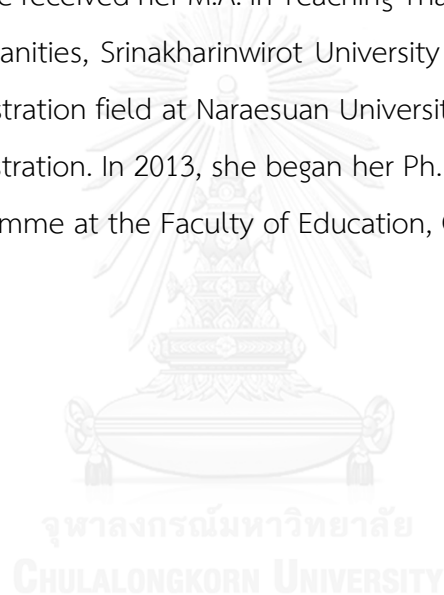 received her M.A. in Teaching Tha
anities, Srinakharinwirot University
stration field at Naraesuan Universit
stration. In 2013, she began her Ph.
mme at the Faculty of Education, C
จุฬาลงกรณ์มหาวิทยาลัย
CHULALONGKORN UNIVERSITY